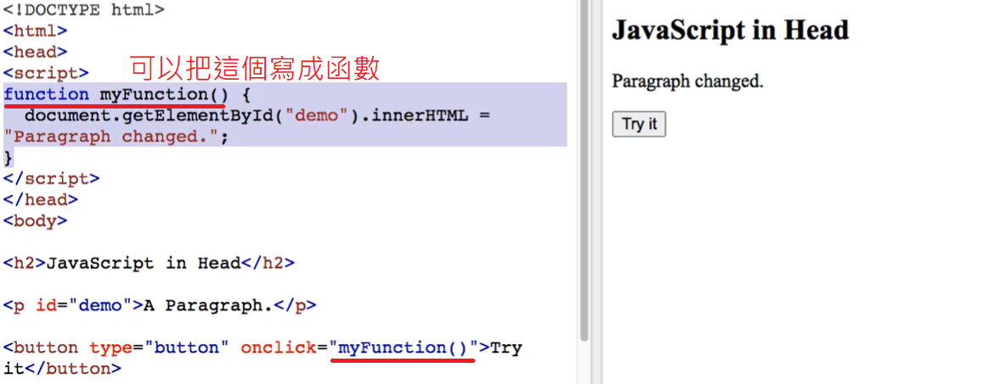 <!DOCTYPE html>
<html>
<head>
<script>
可以把這個寫成函數
function myFunction() {
  document.getElementById("demo").innerHTML =
"Paragraph changed.";
}
</script>
</head>
<body>
<h2>JavaScript in Head</h2>
<p id="demo">A Paragraph.</p>
<button type="button" onclick="myFunction()">Try
it</button>
JavaScript in Head
Paragraph changed.
Try it